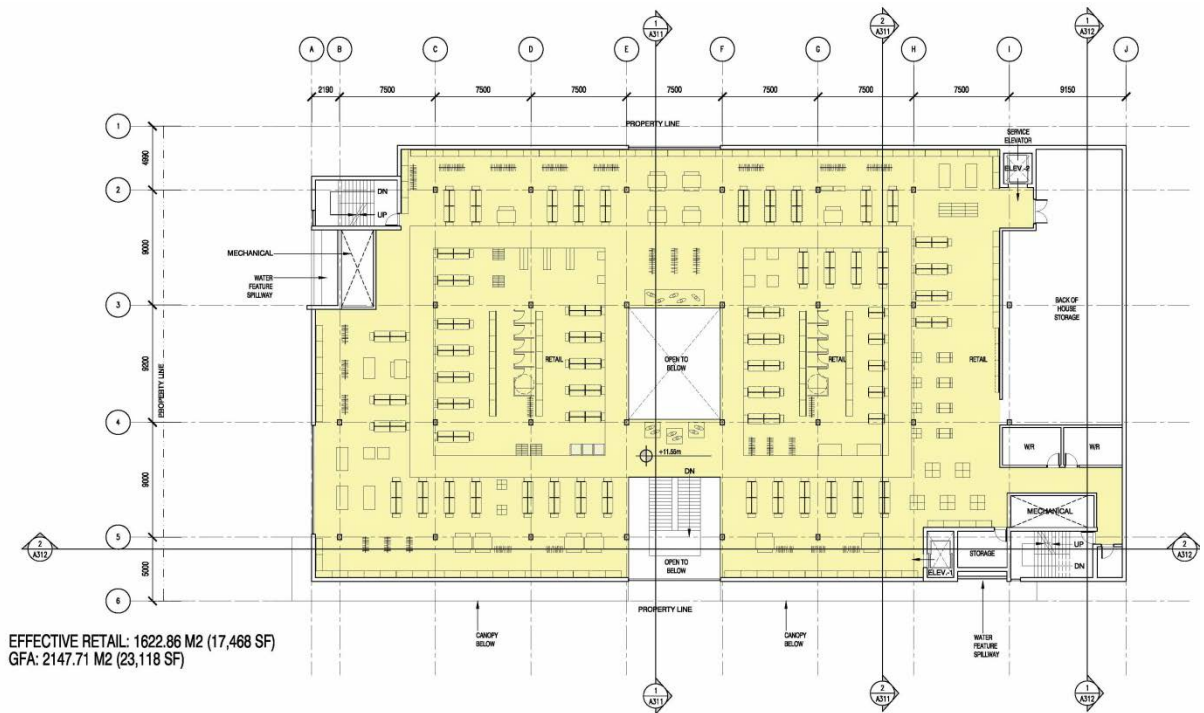 1
A311
2
A311
1
A312
A
B
C
D
E
F
G
H
I
J
2190
7500
7500
7500
7500
7500
7500
7500
9150
1
PROPERTY LINE
SERVICE
ELEVATOR
4990
ELEV.-2
2
DN
UP
9000
MECHANICAL
WATER
FEATURE
SPILLWAY
3
BACK OF
HOUSE
STORAGE
PROPERTY LINE
9200
RETAIL
OPEN TO
BELOW
RETAIL
RETAIL
4
W/R
W/R
+11.55m
DN
9000
MECHANICAL
5
UP
2
A312
STORAGE
2
A312
OPEN TO
BELOW
DN
ELEV.-1
5000
6
PROPERTY LINE
CANOPY
BELOW
CANOPY
BELOW
WATER
FEATURE
SPILLWAY
EFFECTIVE RETAIL: 1622.86 M2 (17,468 SF)
GFA: 2147.71 M2 (23,118 SF)
1
A311
2
A311
1
A312